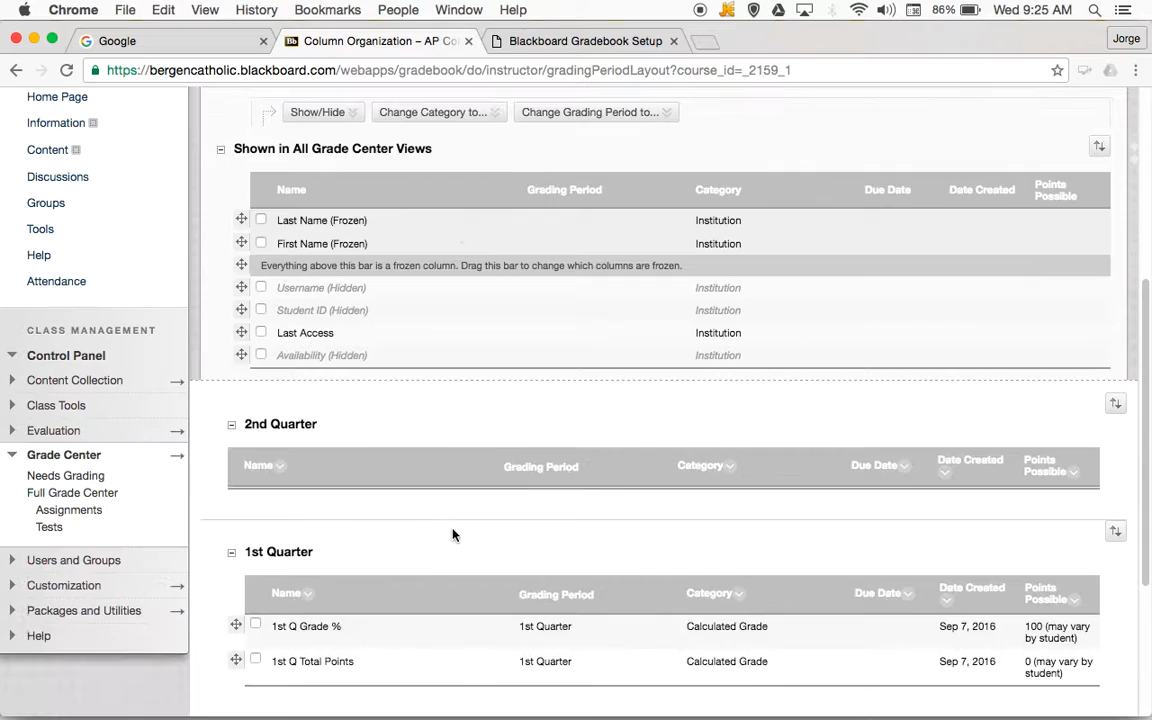 Chrome File Edit View History Bookmarks People Window Help 86% Wed 9:25 AM
Google Column Organization – AP Co Blackboard Gradebook Setup Jorge
https://bergencatholic.blackboard.com/webapps/gradebook/do/instructor/gradingPeriodLayout?course_id=_2159_1
Home Page
Information
Content
Discussions
Groups
Tools
Help
Attendance
CLASS MANAGEMENT
Control Panel
Content Collection
Class Tools
Evaluation
Grade Center
Needs Grading
Full Grade Center
Assignments
Tests
Users and Groups
Customization
Packages and Utilities
Help
Show/Hide Change Category to... Change Grading Period to...
Shown in All Grade Center Views
Name Grading Period Category Due Date Date Created Points Possible
Last Name (Frozen) Institution
First Name (Frozen) Institution
Everything above this bar is a frozen column. Drag this bar to change which columns are frozen.
Username (Hidden) Institution
Student ID (Hidden) Institution
Last Access Institution
Availability (Hidden) Institution
2nd Quarter
Name Grading Period Category Due Date Date Created Points Possible
1st Quarter
Name Grading Period Category Due Date Date Created Points Possible
1st Q Grade % 1st Quarter Calculated Grade Sep 7, 2016 100 (may vary by student)
1st Q Total Points 1st Quarter Calculated Grade Sep 7, 2016 0 (may vary by student)